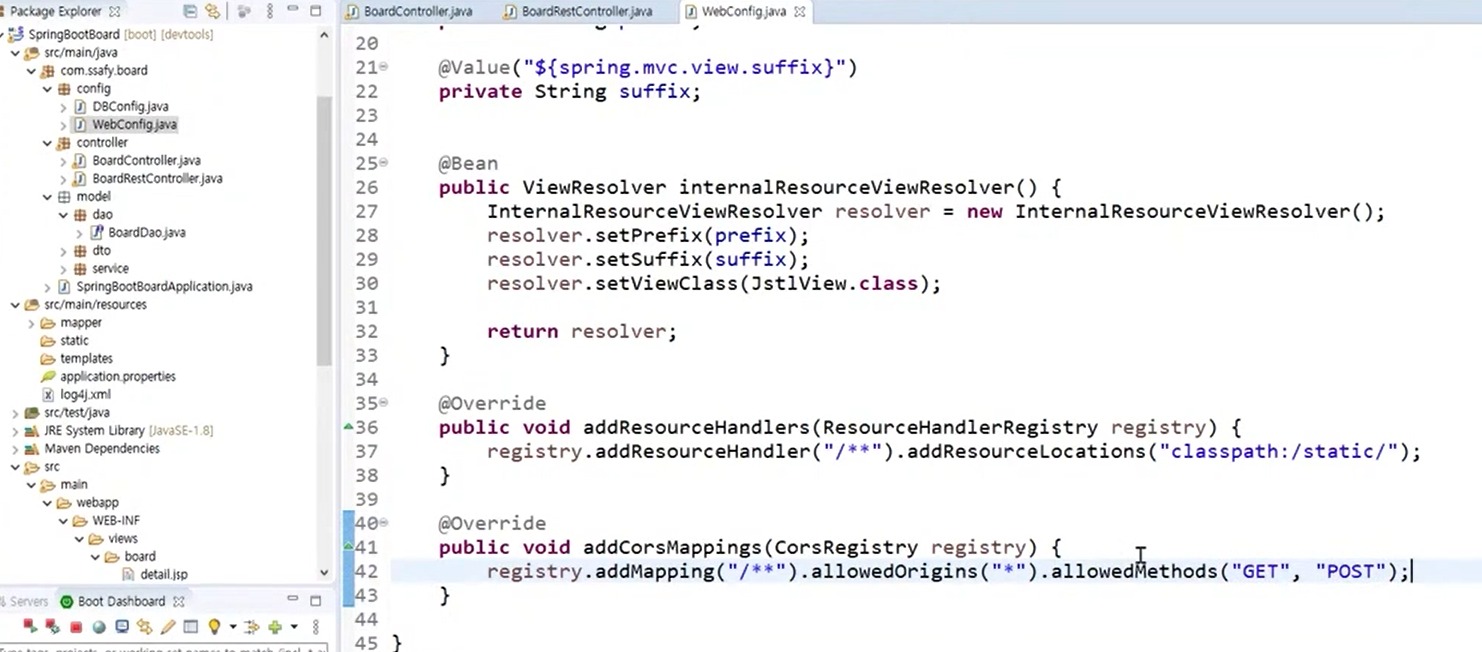 Package Explorer
SpringBootBoard [boot] [devtools]
src/main/java
com.ssafy.board
config
DBConfig.java
WebConfig.java
controller
BoardController.java
BoardRestController.java
model
dao
BoardDao.java
dto
service
SpringBootBoardApplication.java
src/main/resources
mapper
static
templates
application.properties
log4j.xml
src/test/java
JRE System Library [JavaSE-1.8]
Maven Dependencies
src
main
webapp
WEB-INF
views
board
detail.jsp
Servers Boot Dashboard
BoardController.java BoardRestController.java WebConfig.java
20
21 @Value("${spring.mvc.view.suffix}")
22 private String suffix;
23
24
25 @Bean
26 public ViewResolver internalResourceViewResolver() {
27 InternalResourceViewResolver resolver = new InternalResourceViewResolver();
28 resolver.setPrefix(prefix);
29 resolver.setSuffix(suffix);
30 resolver.setViewClass(JstlView.class);
31
32 return resolver;
33 }
34
35 @Override
36 public void addResourceHandlers(ResourceHandlerRegistry registry) {
37 registry.addResourceHandler("/**").addResourceLocations("classpath:/static/");
38 }
39
40 @Override
41 public void addCorsMappings(CorsRegistry registry) {
42 registry.addMapping("/**").allowedOrigins("*").allowedMethods("GET", "POST");
43 }
44
45 }